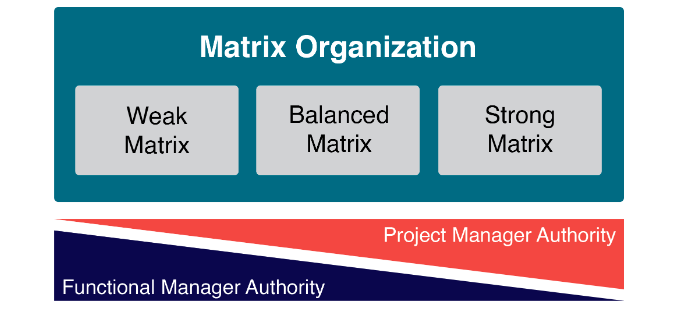 Matrix Organization
Weak
Matrix
Balanced
Matrix
Strong
Matrix
Project Manager Authority
Functional Manager Authority